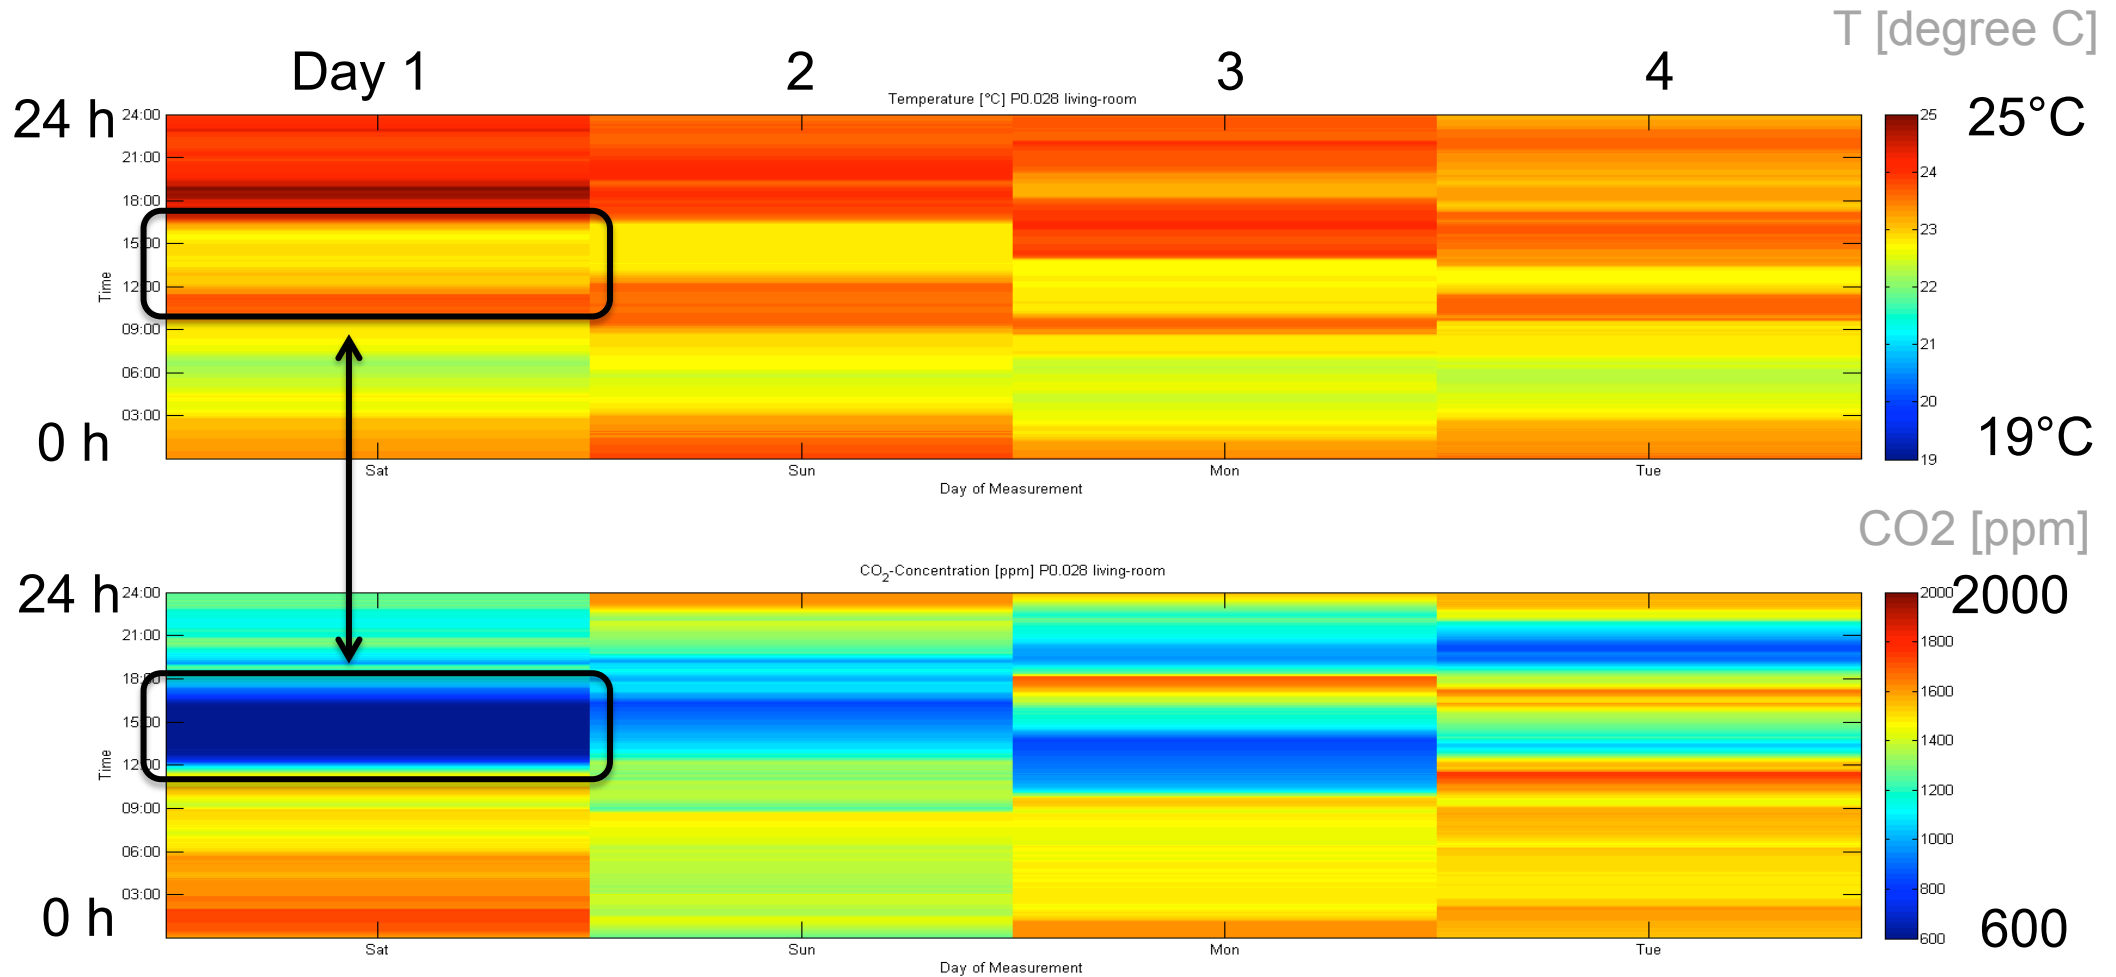 T [degree C]
Day 1 2 3 4
Temperature [°C] P0.028 living-room
24 h 24:00 25 25°C
21:00 24
18:00
15:00 23
Time
12:00 22
09:00
21
06:00
20
03:00
0 h 19 19°C
Sat Sun Mon Tue
Day of Measurement
CO2 [ppm]
CO2-Concentration [ppm] P0.028 living-room
24 h 24:00 2000 2000
21:00 1800
18:00
1600
15:00
1400
Time
12:00
1200
09:00
1000
06:00
03:00 800
0 h 600 600
Sat Sun Mon Tue
Day of Measurement